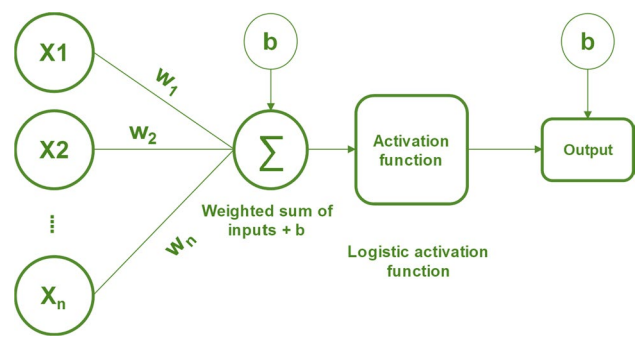 X1
W1
b
b
X2
W2
Σ
Activation
function
Output
Weighted sum of
inputs + b
Wn
Logistic activation
function
Xn